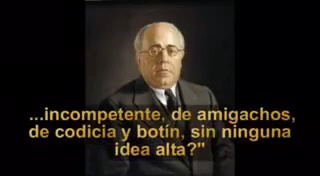 ...incompetente, de amigachos,
de codicia y botín, sin ninguna
idea alta?"